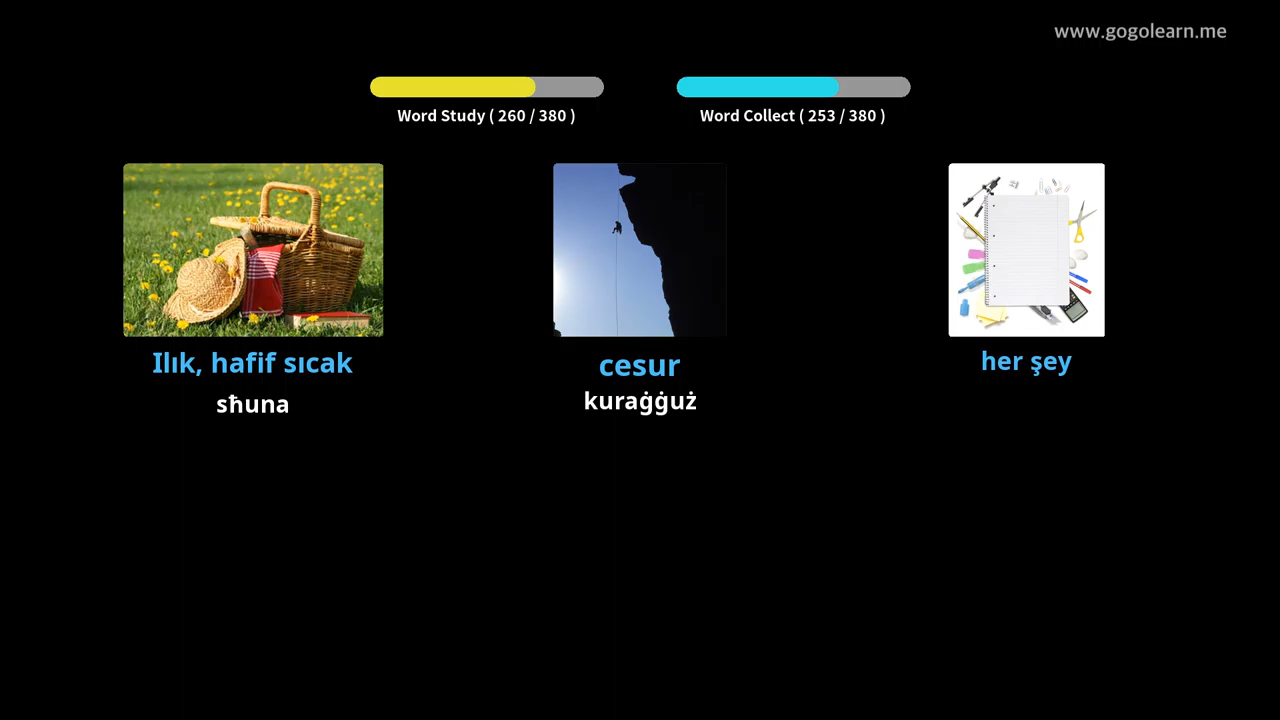 www.gogolearn.me
Word Study ( 260 / 380 )
Word Collect ( 253 / 380 )
Ilık, hafif sıcak
sħuna
cesur
kuraġġuż
her şey